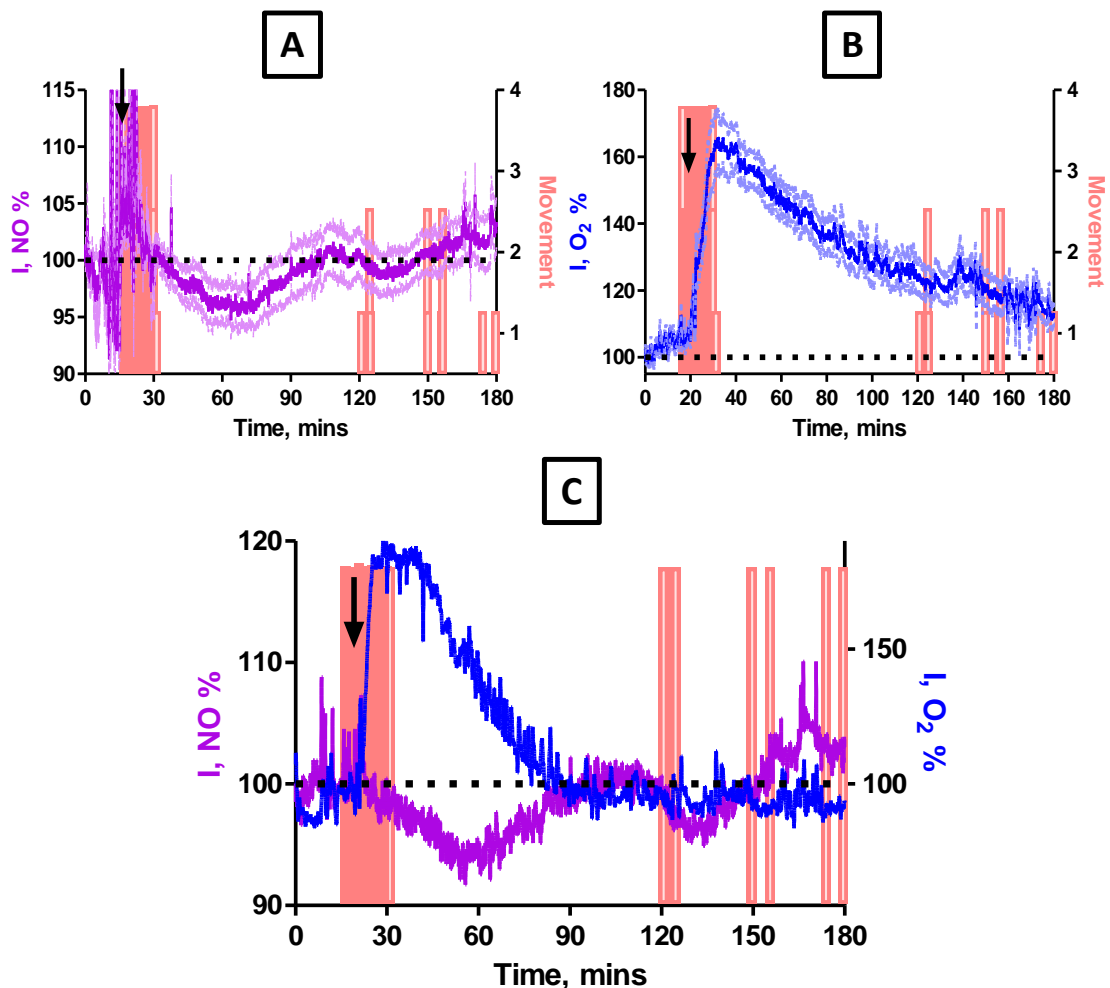 A
115
110
105
100
95
90
I, NO %
4
3
2
1
Movement
0 30 60 90 120 150 180
Time, mins
B
180
160
140
120
100
I, O2 %
4
3
2
1
Movement
0 20 40 60 80 100 120 140 160 180
Time, mins
C
120
110
100
90
I, NO %
150
100
I, O2 %
0 30 60 90 120 150 180
Time, mins